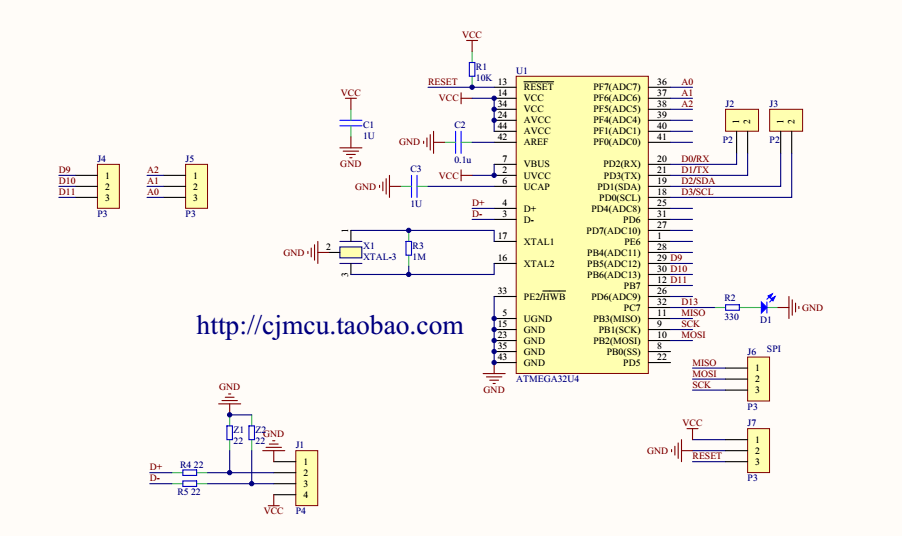 VCC
R1
10K
RESET
VCC
C2
0.1u
GND
VCC
C1
1U
GND
VCC
C3
1U
GND
D+
D-
U1
13 RESET PF7(ADC7) 36 A0
14 VCC PF6(ADC6) 37 A1
34 VCC PF5(ADC5) 38 A2
24 AVCC PF4(ADC4) 39
44 AVCC PF1(ADC1) 40
42 AREF PF0(ADC0) 41
7 VBUS PD2(RX) 20 D0/RX
2 UVCC PD3(TX) 21 D1/TX
6 UCAP PD1(SDA) 19 D2/SDA
PD0(SCL) 18 D3/SCL
4 D+ PD4(ADC8) 25
3 D- PD6 31
PD7(ADC10) 27
17 XTAL1 PE6 1
PB4(ADC11) 28
16 XTAL2 PB5(ADC12) 29 D9
PB6(ADC13) 30 D10
PB7 12 D11
33 PE2/HWB PD6(ADC9) 26
PC7 32 D13
5 UGND PB3(MISO) 11 MISO
15 GND PB1(SCK) 9 SCK
23 GND PB2(MOSI) 10 MOSI
35 GND PB0(SS) 8
43 GND PD5 22
ATMEGA32U4
GND
J2
1 2
P2
J3
1 2
P2
R2
330
D1
GND
J4
D9 1
D10 2
D11 3
P3
J5
A2 1
A1 2
A0 3
P3
GND
1
2
3
X1
XTAL-3
R3
1M
http://cjmcu.taobao.com
J6 SPI
MISO 1
MOSI 2
SCK 3
P3
J7
VCC 1
GND 2
RESET 3
P3
GND
Z1
22
Z2
22
GND
J1
1
D+ R4 22 2
D- R5 22 3
VCC 4
P4